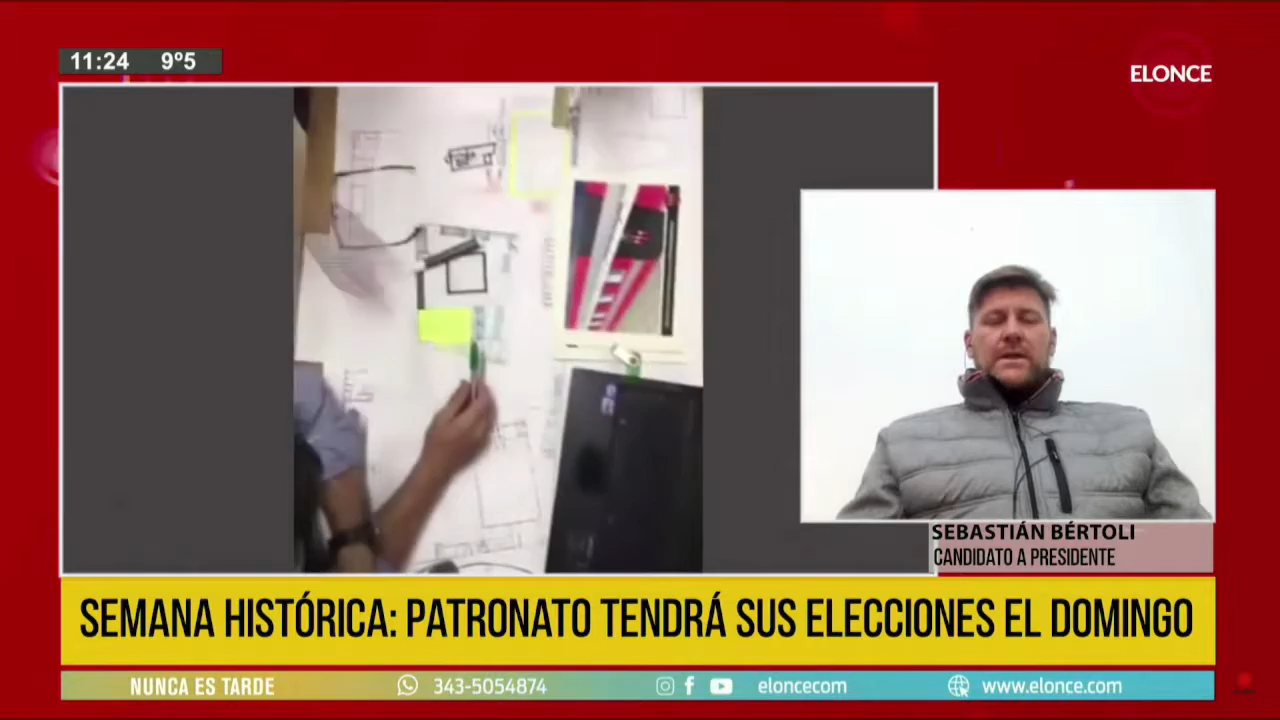 11:24 9º5
ELONCE
SEBASTIÁN BÉRTOLI
CANDIDATO A PRESIDENTE
SEMANA HISTÓRICA: PATRONATO TENDRÁ SUS ELECCIONES EL DOMINGO
NUNCA ES TARDE 343-5054874 eloncecom www.elonce.com